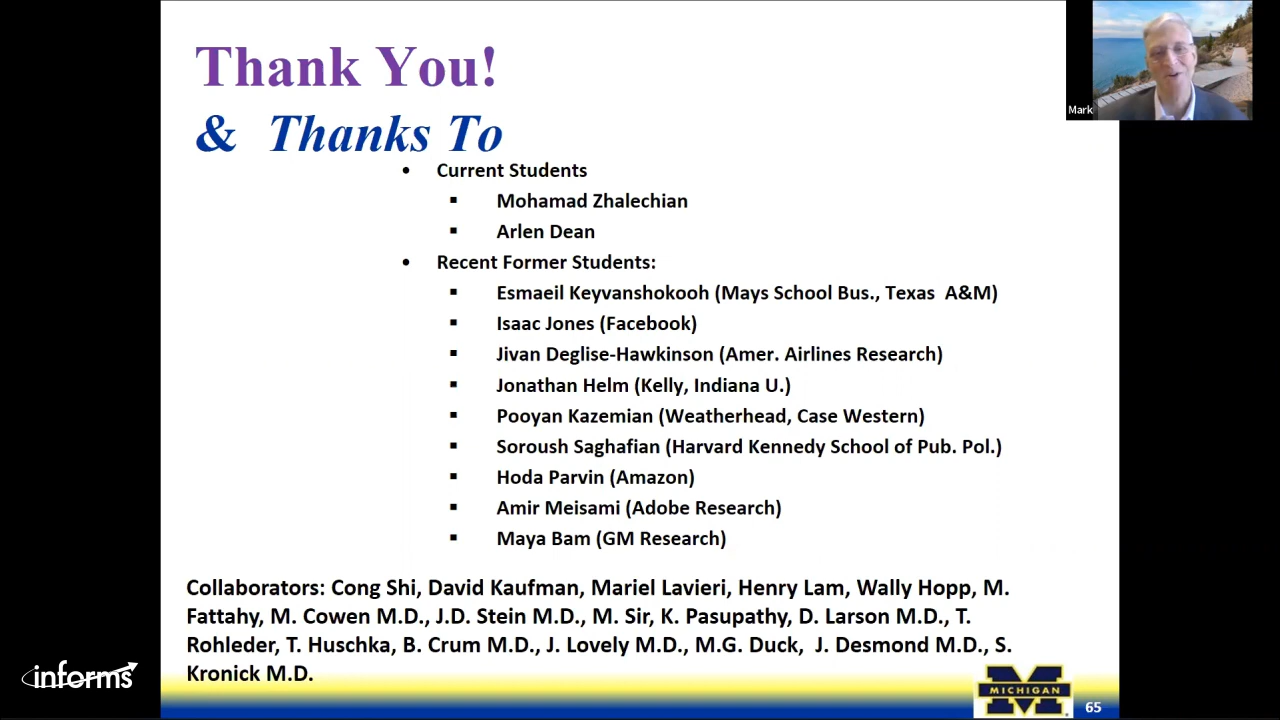 Thank You!
& Thanks To
Mark
• Current Students
▪ Mohamad Zhalechian
▪ Arlen Dean
• Recent Former Students:
▪ Esmaeil Keyvanshokooh (Mays School Bus., Texas A&M)
▪ Isaac Jones (Facebook)
▪ Jivan Deglise-Hawkinson (Amer. Airlines Research)
▪ Jonathan Helm (Kelly, Indiana U.)
▪ Pooyan Kazemian (Weatherhead, Case Western)
▪ Soroush Saghafian (Harvard Kennedy School of Pub. Pol.)
▪ Hoda Parvin (Amazon)
▪ Amir Meisami (Adobe Research)
▪ Maya Bam (GM Research)
Collaborators: Cong Shi, David Kaufman, Mariel Lavieri, Henry Lam, Wally Hopp, M.
Fattahy, M. Cowen M.D., J.D. Stein M.D., M. Sir, K. Pasupathy, D. Larson M.D., T.
Rohleder, T. Huschka, B. Crum M.D., J. Lovely M.D., M.G. Duck, J. Desmond M.D., S.
Kronick M.D.
informs
MICHIGAN
65